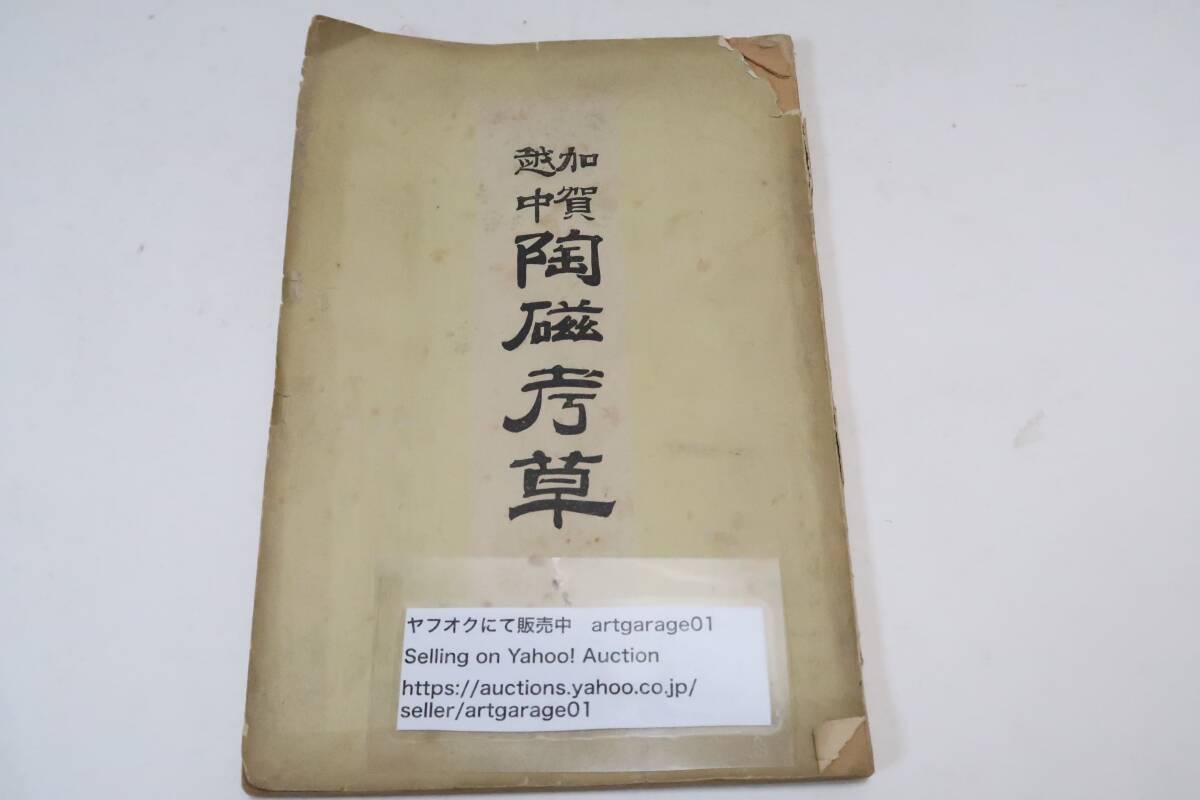 加賀
越中
陶磁考草
ヤフオクにて販売中 artgarage01
Selling on Yahoo! Auction
https://auctions.yahoo.co.jp/
seller/artgarage01